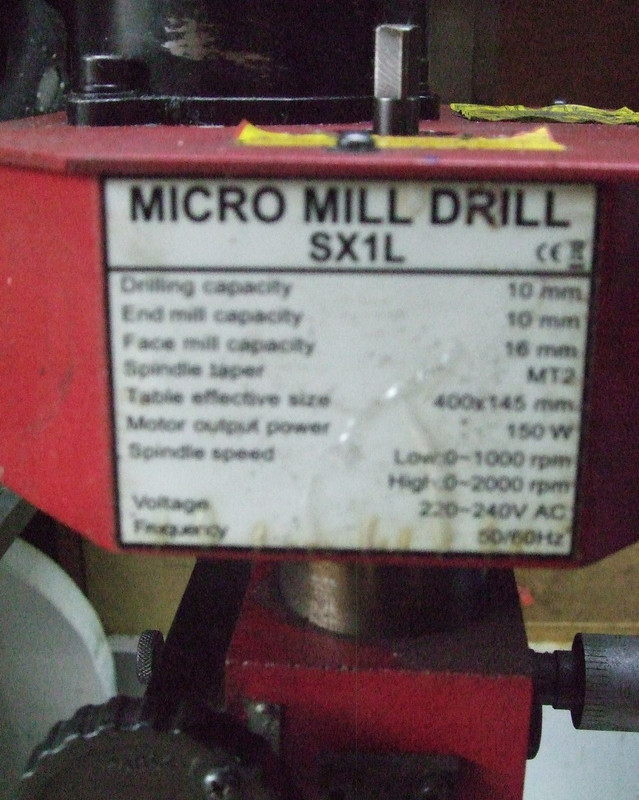 MICRO MILL DRILL
SX1L
CE
Drilling capacity 10 mm
End mill capacity 10 mm
Face mill capacity 16 mm
Spindle taper MT2
Table effective size 400x145 mm
Motor output power 150 W
Spindle speed Low:0~1000 rpm
High:0~2000 rpm
Voltage 220~240V AC
Frequency 50/60Hz